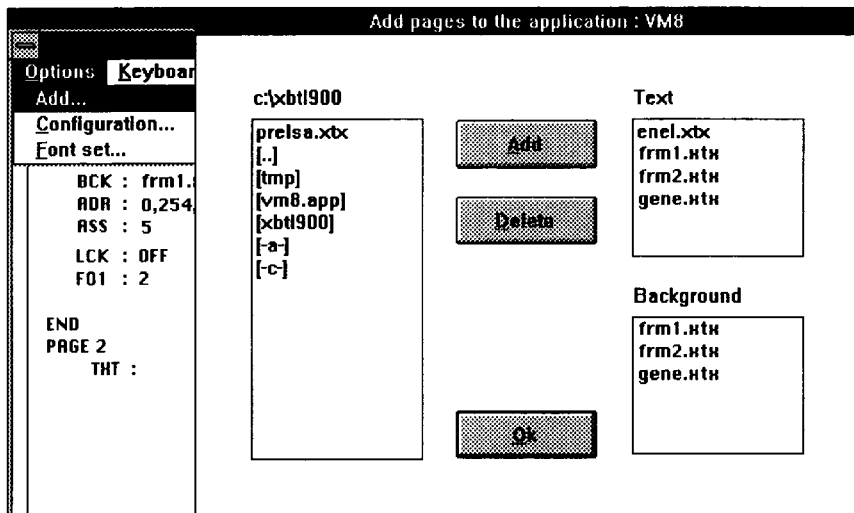 Add pages to the application : VM8
Options Keyboar
Add...
Configuration...
Font set...
BCK : frm1.
ADR : 0,254,
ASS : 5
LCK : OFF
FO1 : 2
END
PAGE 2
TXT :
c:\xbtl900
prelsa.xtx
[..]
[tmp]
[vm8.app]
[xbtl900]
[-a-]
[-c-]
Add
Delete
Ok
Text
enel.xtx
frm1.xtx
frm2.xtx
gene.xtx
Background
frm1.xtx
frm2.xtx
gene.xtx